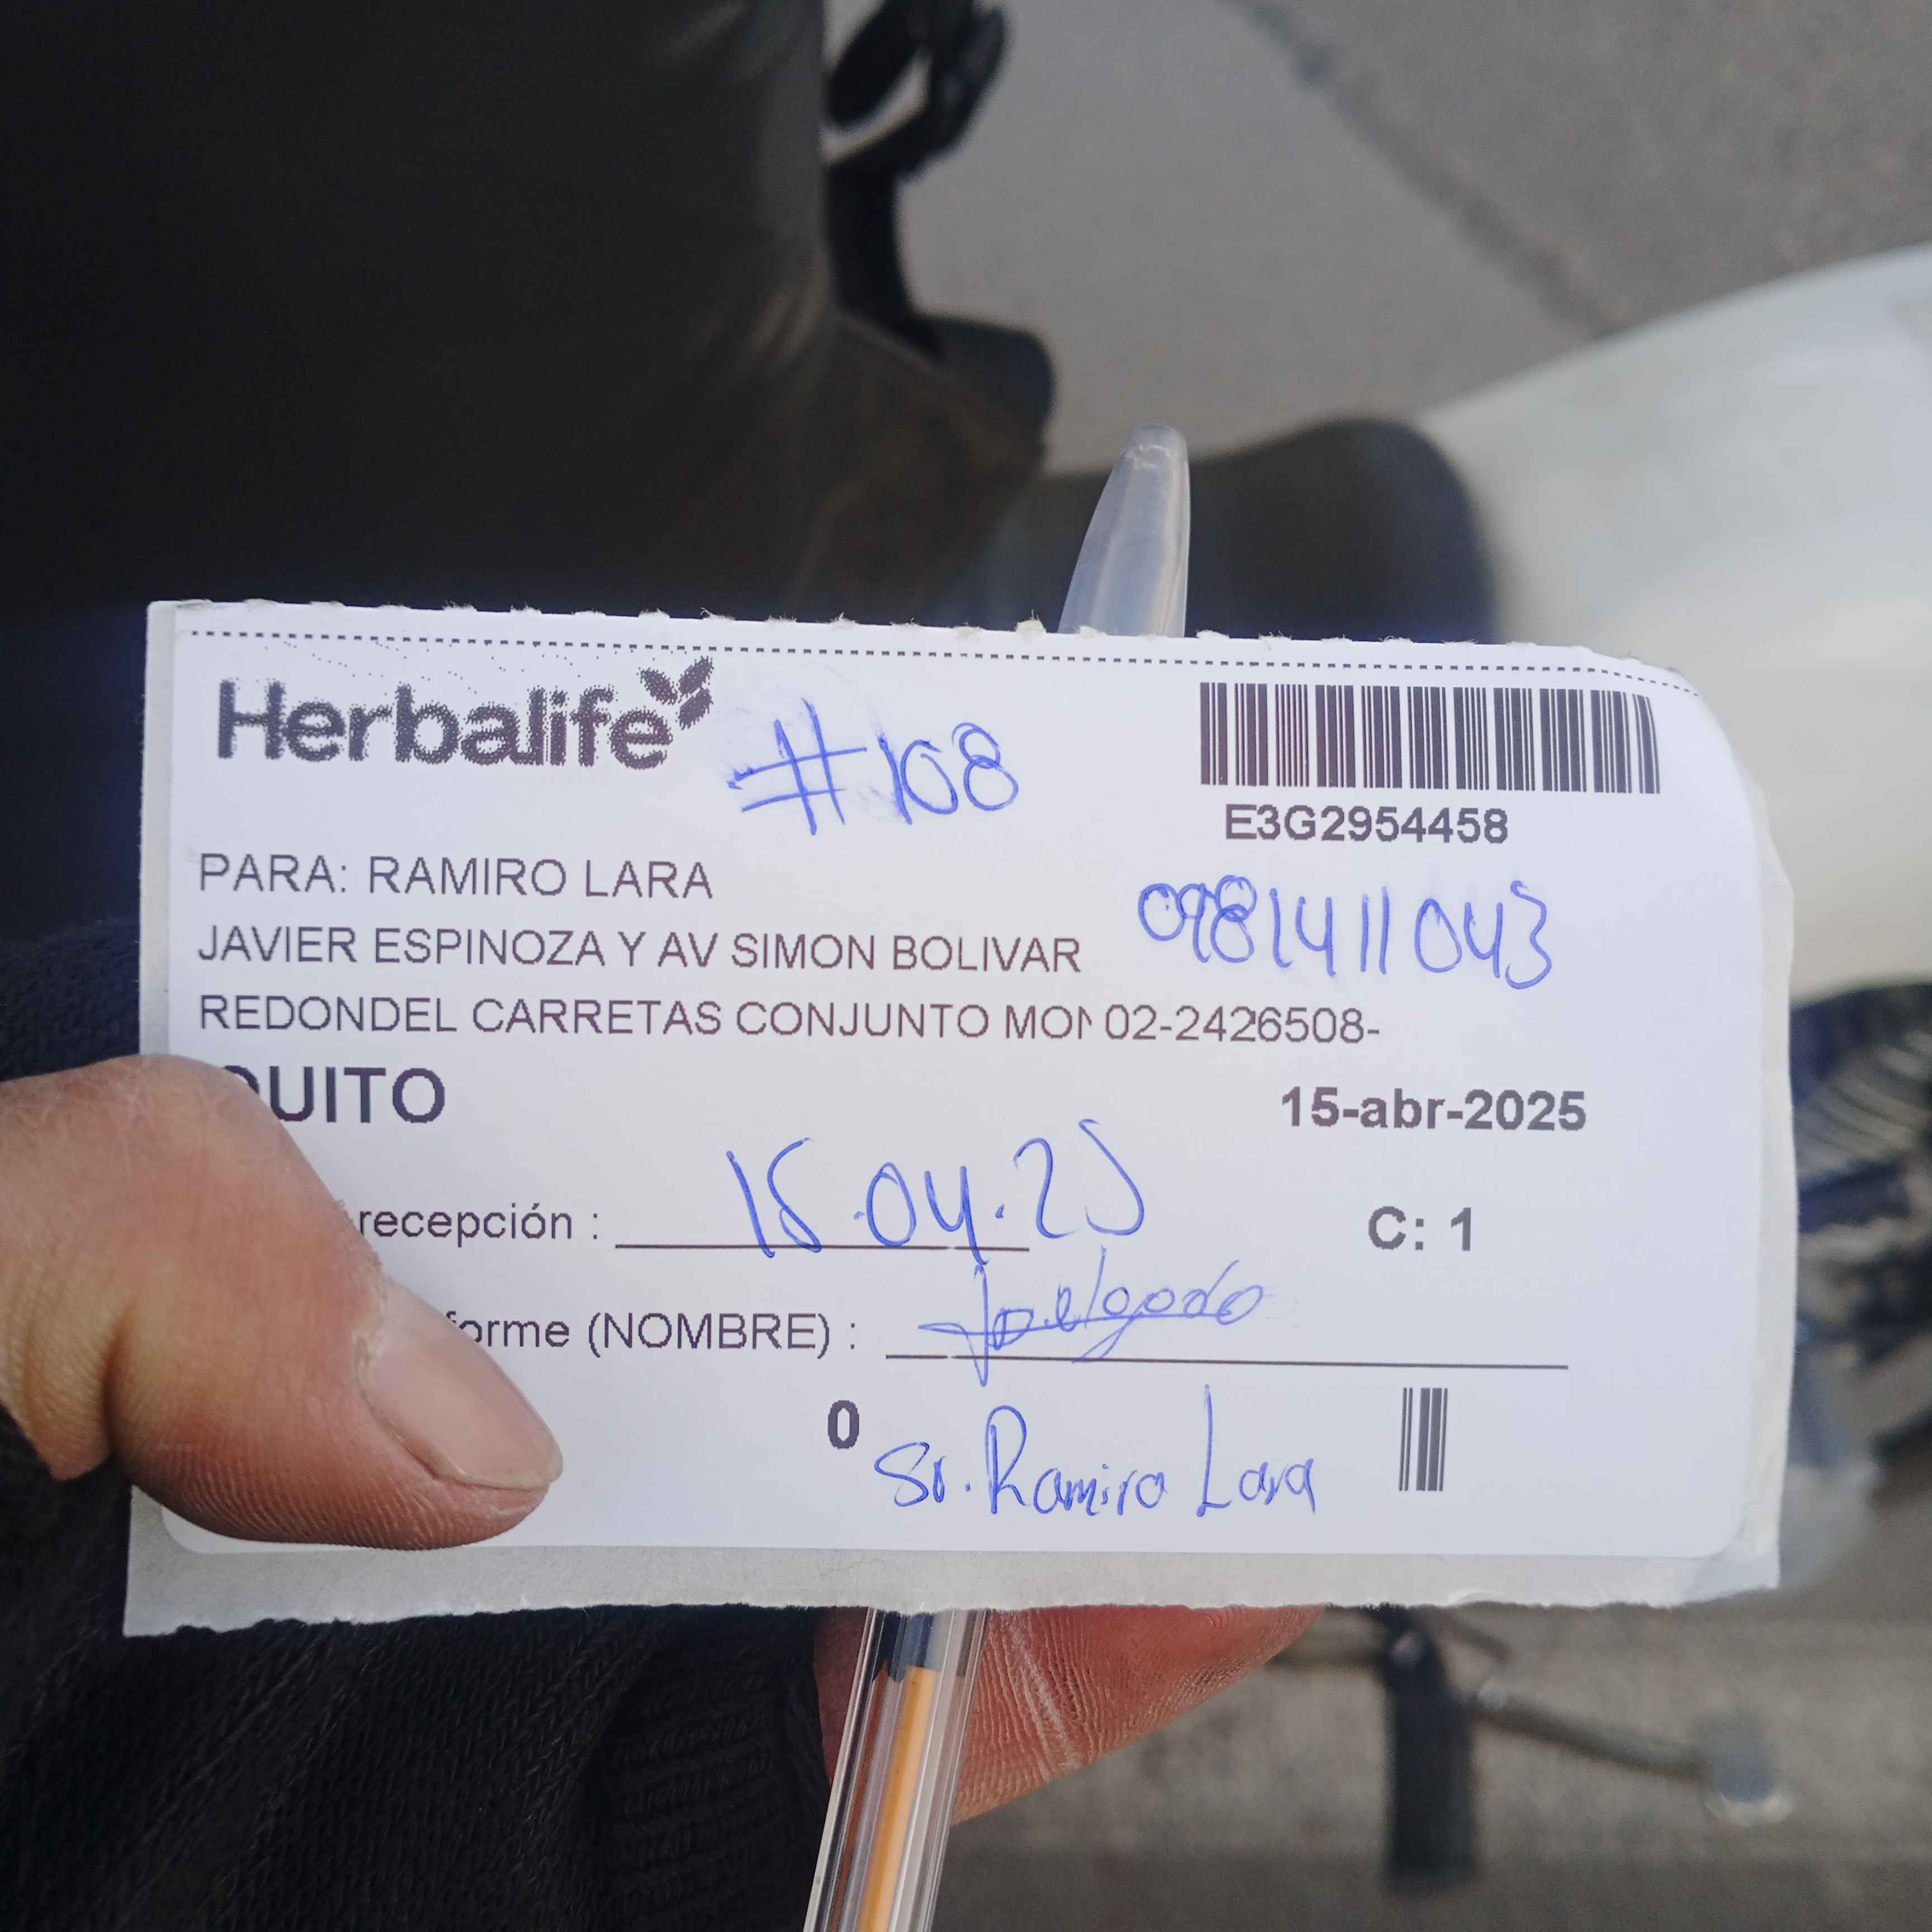 Herbalife #108
E3G2954458
PARA: RAMIRO LARA
0981411043
JAVIER ESPINOZA Y AV SIMON BOLIVAR
REDONDEL CARRETAS CONJUNTO MON 02-2426508-
QUITO 15-abr-2025
recepción : 15.04.25 C: 1
forme (NOMBRE) :
0 Sr. Ramiro Lara